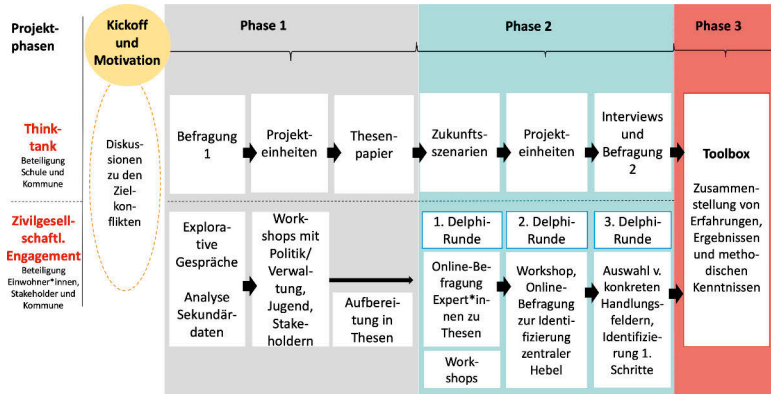 Projekt-
phasen
Kickoff
und
Motivation
Phase 1
Phase 2
Phase 3
Think-
tank
Beteiligung
Schule und
Kommune
Diskus-
sionen
zu den
Ziel-
kon-
flikten
Befragung
1
Projekt-
einheiten
Thesen-
papier
Zukunfts-
szenarien
Projekt-
einheiten
Interviews
und
Befragung
2
Toolbox
Zusammen-
stellung von
Erfahrungen,
Ergebnissen
und metho-
dischen
Kenntnissen
Zivilgesell-
schaftl.
Engagement
Beteiligung
Einwohner*innen,
Stakeholder und
Kommune
Explora-
tive
Gespräche
Analyse
Sekundär-
daten
Work-
shops mit
Politik/
Verwal-
tung,
Jugend,
Stake-
holdern
Aufberei-
tung in
Thesen
1. Delphi-
Runde
Online-Be-
fragung
Expert*in-
nen zu
Thesen
Work-
shops
2. Delphi-
Runde
Workshop,
Online-
Befragung
zur Identi-
fizierung
zentraler
Hebel
3. Delphi-
Runde
Auswahl v.
konkreten
Handlungs-
feldern,
Identifizie-
rung 1.
Schritte